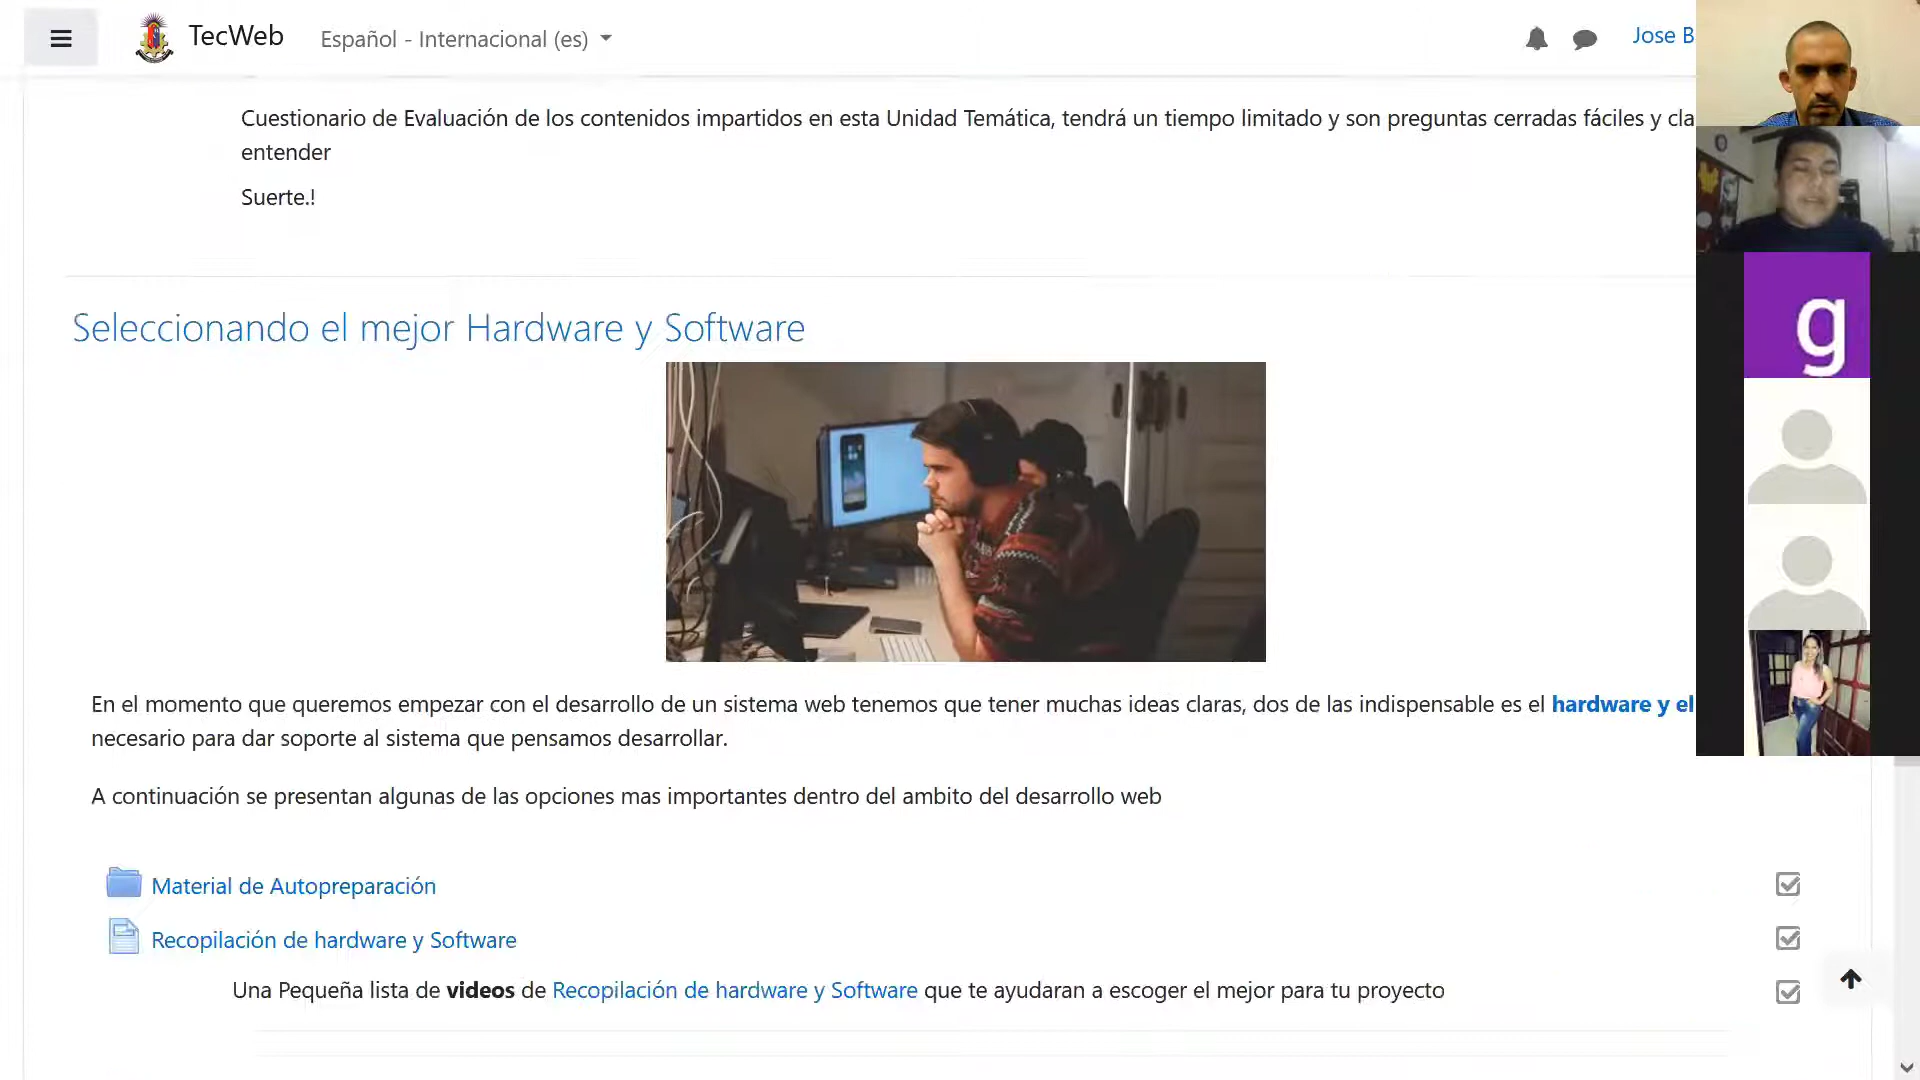 TecWeb
Español - Internacional (es)
Jose B
Cuestionario de Evaluación de los contenidos impartidos en esta Unidad Temática, tendrá un tiempo limitado y son preguntas cerradas fáciles y cla
entender
Suerte.!
g
Seleccionando el mejor Hardware y Software
En el momento que queremos empezar con el desarrollo de un sistema web tenemos que tener muchas ideas claras, dos de las indispensable es el hardware y el
necesario para dar soporte al sistema que pensamos desarrollar.
A continuación se presentan algunas de las opciones mas importantes dentro del ambito del desarrollo web
Material de Autopreparación
Recopilación de hardware y Software
Una Pequeña lista de videos de Recopilación de hardware y Software que te ayudaran a escoger el mejor para tu proyecto